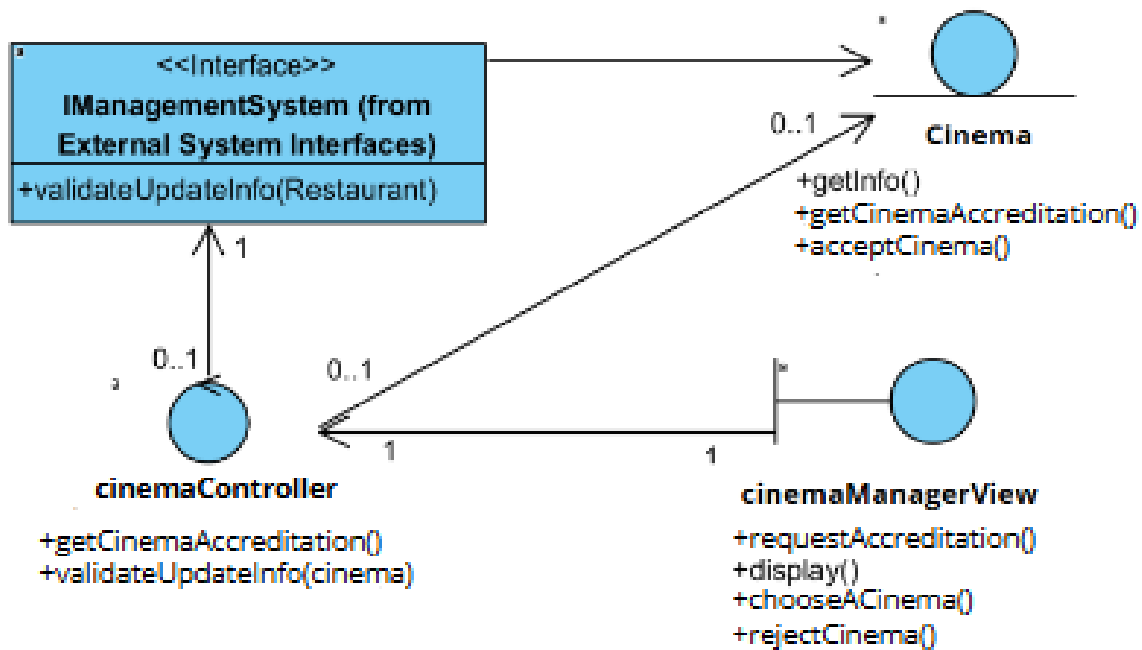 <<Interface>>
IManagementSystem (from
External System Interfaces)
+validateUpdateInfo(Restaurant)
Cinema
+getInfo()
+getCinemaAccreditation()
+acceptCinema()
0..1
1
0..1
0..1
1
1
cinemaController
+getCinemaAccreditation()
+validateUpdateInfo(cinema)
cinemaManagerView
+requestAccreditation()
+display()
+chooseACinema()
+rejectCinema()